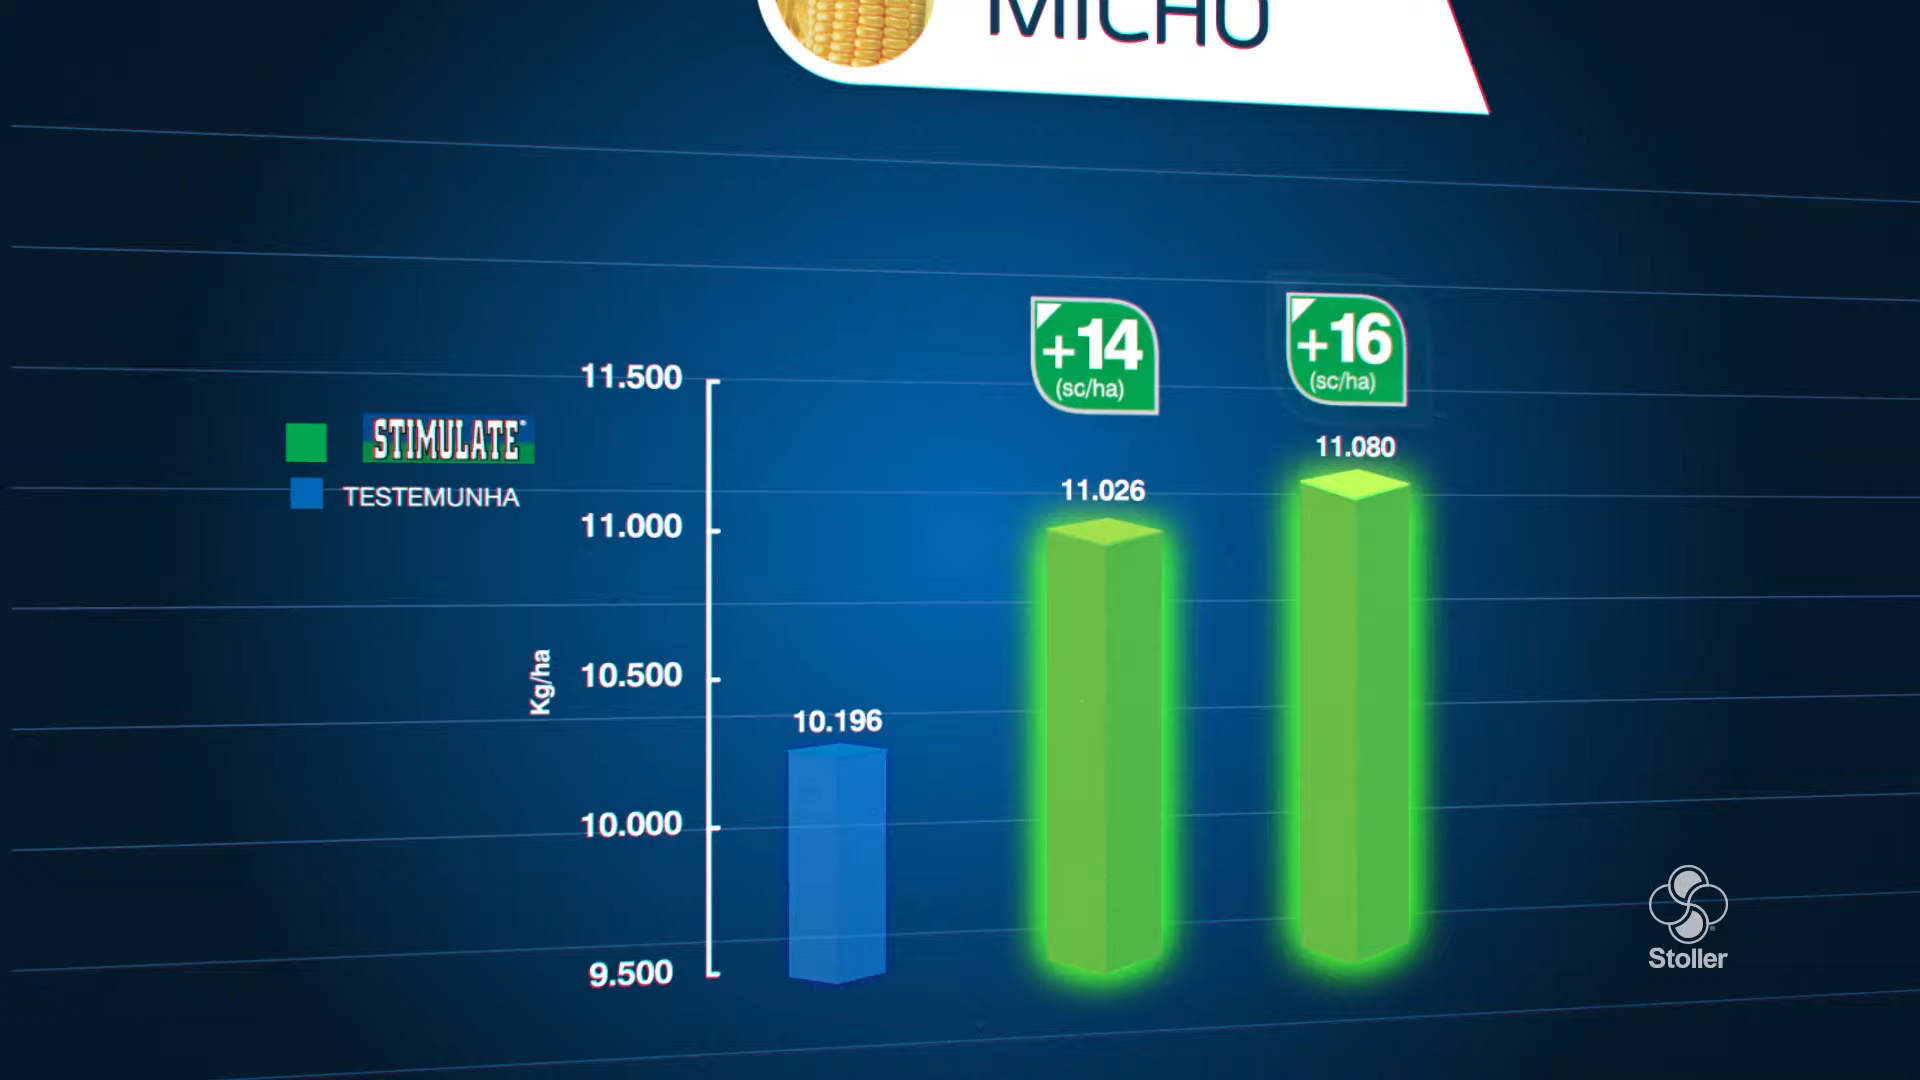 MICHO
+14
(sc/ha)
+16
(sc/ha)
11.500
11.080
STIMULATE®
TESTEMUNHA
11.026
11.000
Kg/ha
10.500
10.196
10.000
9.500
Stoller